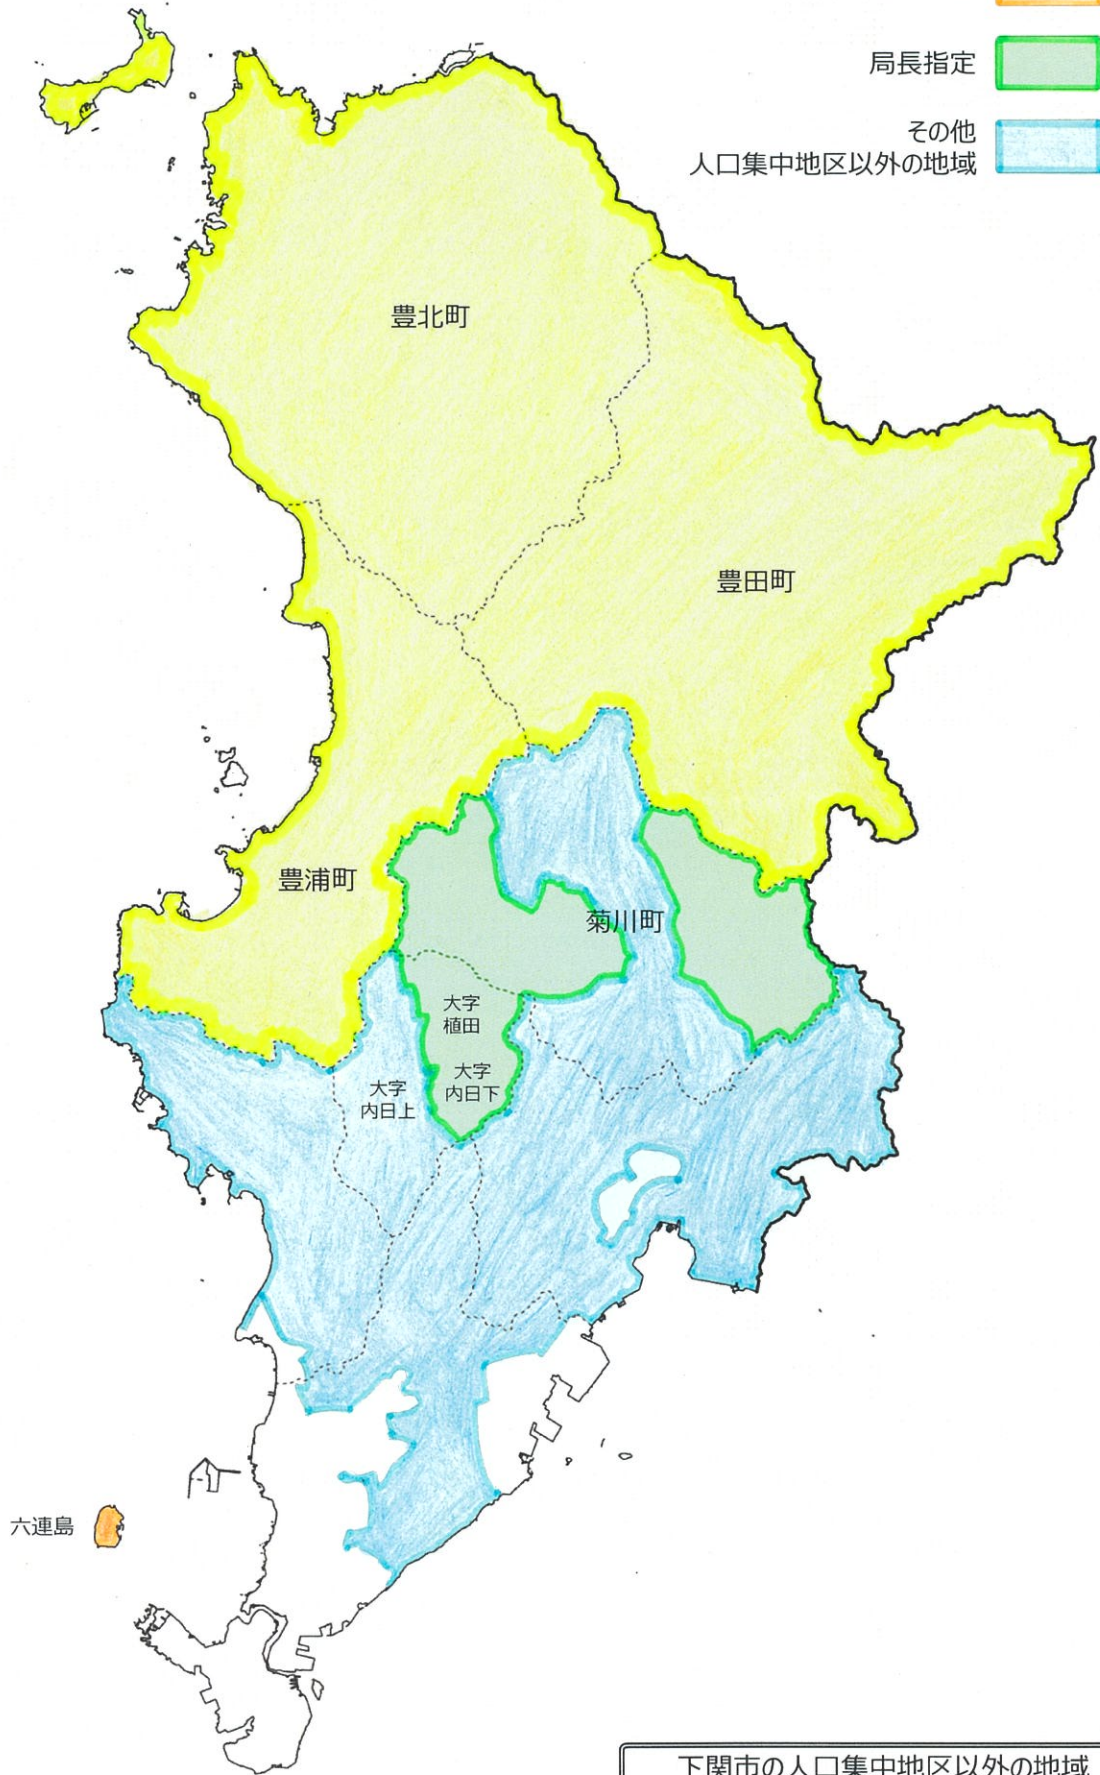 局長指定
その他
人口集中地区以外の地域
豊北町
豊田町
豊浦町
菊川町
大字
植田
大字
内日下
大字
内日上
六連島
下関市の人口集中地区以外の地域